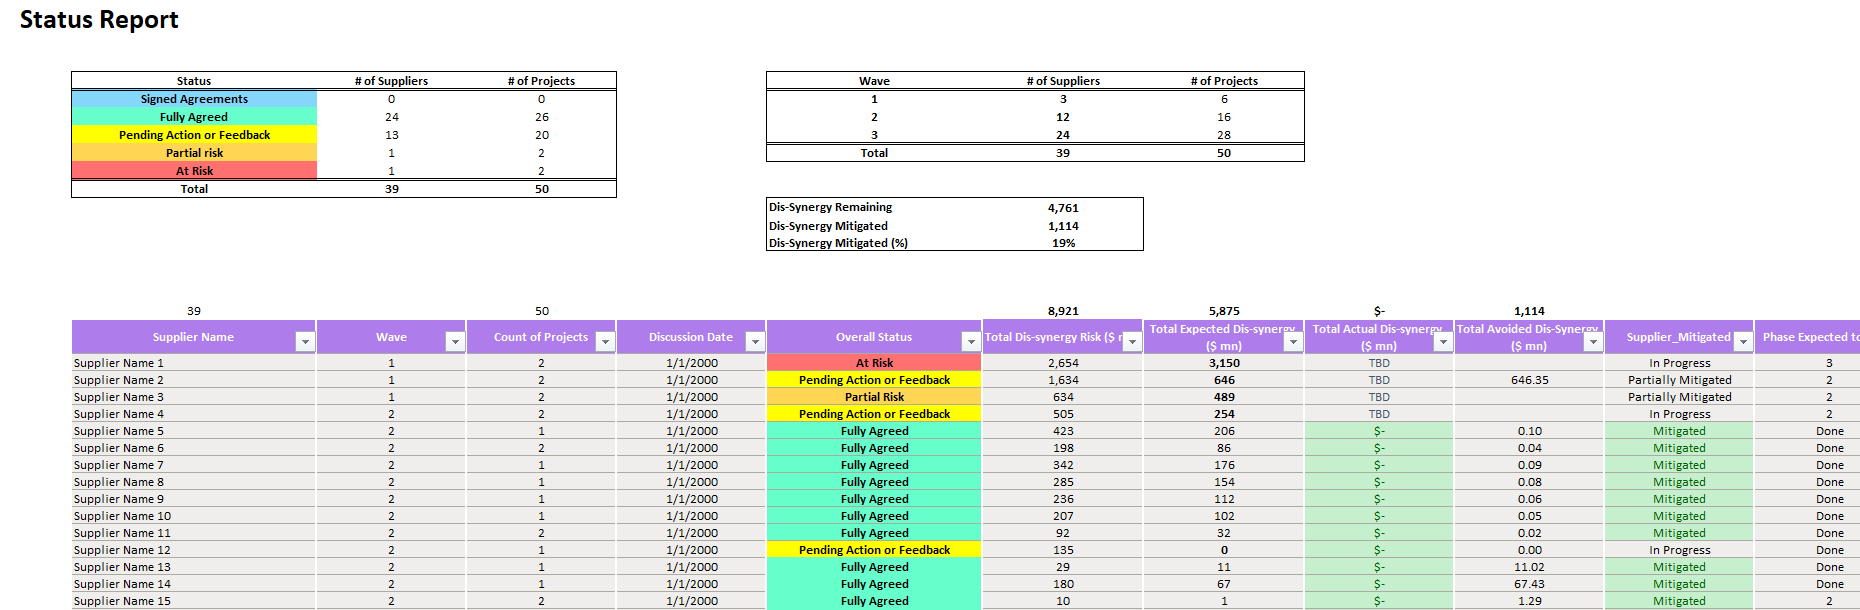 Status Report
Status # of Suppliers # of Projects
Signed Agreements 0 0
Fully Agreed 24 26
Pending Action or Feedback 13 20
Partial risk 1 2
At Risk 1 2
Total 39 50
Wave # of Suppliers # of Projects
1 3 6
2 12 16
3 24 28
Total 39 50
Dis-Synergy Remaining 4,761
Dis-Synergy Mitigated 1,114
Dis-Synergy Mitigated (%) 19%
39 50 8,921 5,875 $- 1,114
Supplier Name Wave Count of Projects Discussion Date Overall Status Total Dis-synergy Risk ($ Total Expected Dis-synergy ($ mn) Total Actual Dis-synergy ($ mn) Total Avoided Dis-Synergy ($ mn) Supplier_Mitigated Phase Expected to
Supplier Name 1 1 2 1/1/2000 At Risk 2,654 3,150 TBD In Progress 3
Supplier Name 2 1 2 1/1/2000 Pending Action or Feedback 1,634 646 TBD 646.35 Partially Mitigated 2
Supplier Name 3 1 2 1/1/2000 Partial Risk 634 489 TBD Partially Mitigated 2
Supplier Name 4 2 2 1/1/2000 Pending Action or Feedback 505 254 TBD In Progress 2
Supplier Name 5 2 1 1/1/2000 Fully Agreed 423 206 $- 0.10 Mitigated Done
Supplier Name 6 2 2 1/1/2000 Fully Agreed 198 86 $- 0.04 Mitigated Done
Supplier Name 7 2 1 1/1/2000 Fully Agreed 342 176 $- 0.09 Mitigated Done
Supplier Name 8 2 1 1/1/2000 Fully Agreed 285 154 $- 0.08 Mitigated Done
Supplier Name 9 2 1 1/1/2000 Fully Agreed 236 112 $- 0.06 Mitigated Done
Supplier Name 10 2 1 1/1/2000 Fully Agreed 207 102 $- 0.05 Mitigated Done
Supplier Name 11 2 2 1/1/2000 Fully Agreed 92 32 $- 0.02 Mitigated Done
Supplier Name 12 2 1 1/1/2000 Pending Action or Feedback 135 0 $- 0.00 In Progress Done
Supplier Name 13 2 1 1/1/2000 Fully Agreed 29 11 $- 11.02 Mitigated Done
Supplier Name 14 2 1 1/1/2000 Fully Agreed 180 67 $- 67.43 Mitigated Done
Supplier Name 15 2 2 1/1/2000 Fully Agreed 10 1 $- 1.29 Mitigated 2